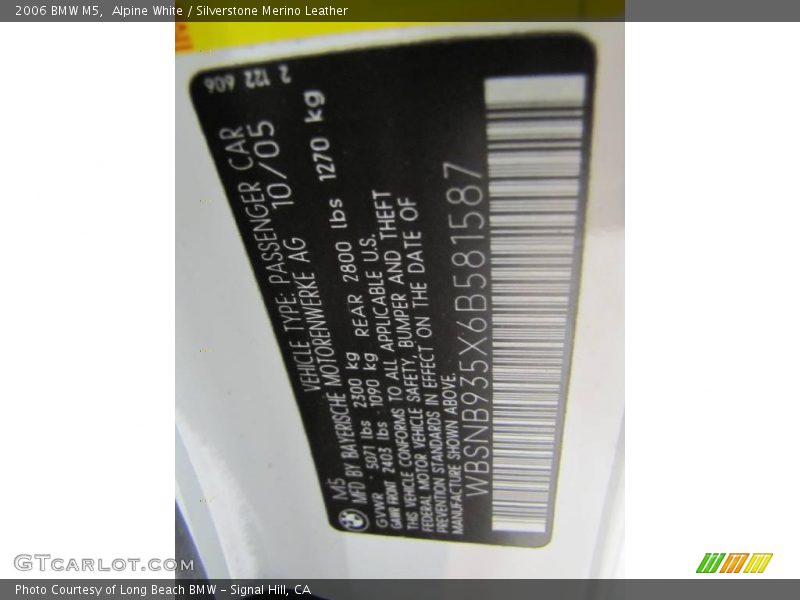 2006 BMW M5,  Alpine White / Silverstone Merino Leather
2 122 606
M5 VEHICLE TYPE: PASSENGER CAR
MFD BY BAYERISCHE MOTORENWERKE AG 10/05
GVWR : 5071 lbs 2300 kg
GAWR FRONT 2403 lbs 1090 kg REAR 2800 lbs 1270 kg
THIS VEHICLE CONFORMS TO ALL APPLICABLE U.S.
FEDERAL MOTOR VEHICLE SAFETY, BUMPER AND THEFT
PREVENTION STANDARDS IN EFFECT ON THE DATE OF
MANUFACTURE SHOWN ABOVE.
WBSNB935X6B581587
GTCARLOT.COM
Photo Courtesy of Long Beach BMW - Signal Hill, CA